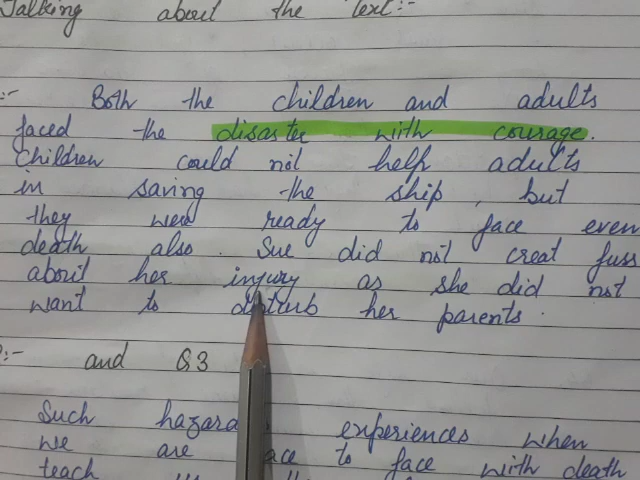 Talking about the text:-
:- Both the children and adults
faced the disaster with courage.
Children could not help adults
in saving the ship, but
they were ready to face even
death also. Sue did not creat fuss
about her injury as she did not
want to disturb her parents.
:- and Q3
Such experiences when
we are to face with death
teach